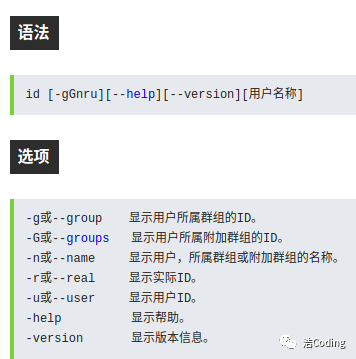 语法
id [-gGnru][--help][--version][用户名称]
选项
-g或--group 显示用户所属群组的ID。
-G或--groups 显示用户所属附加群组的ID。
-n或--name 显示用户，所属群组或附加群组的名称。
-r或--real 显示实际ID。
-u或--user 显示用户ID。
-help 显示帮助。
-version 显示版本信息。
浩Coding